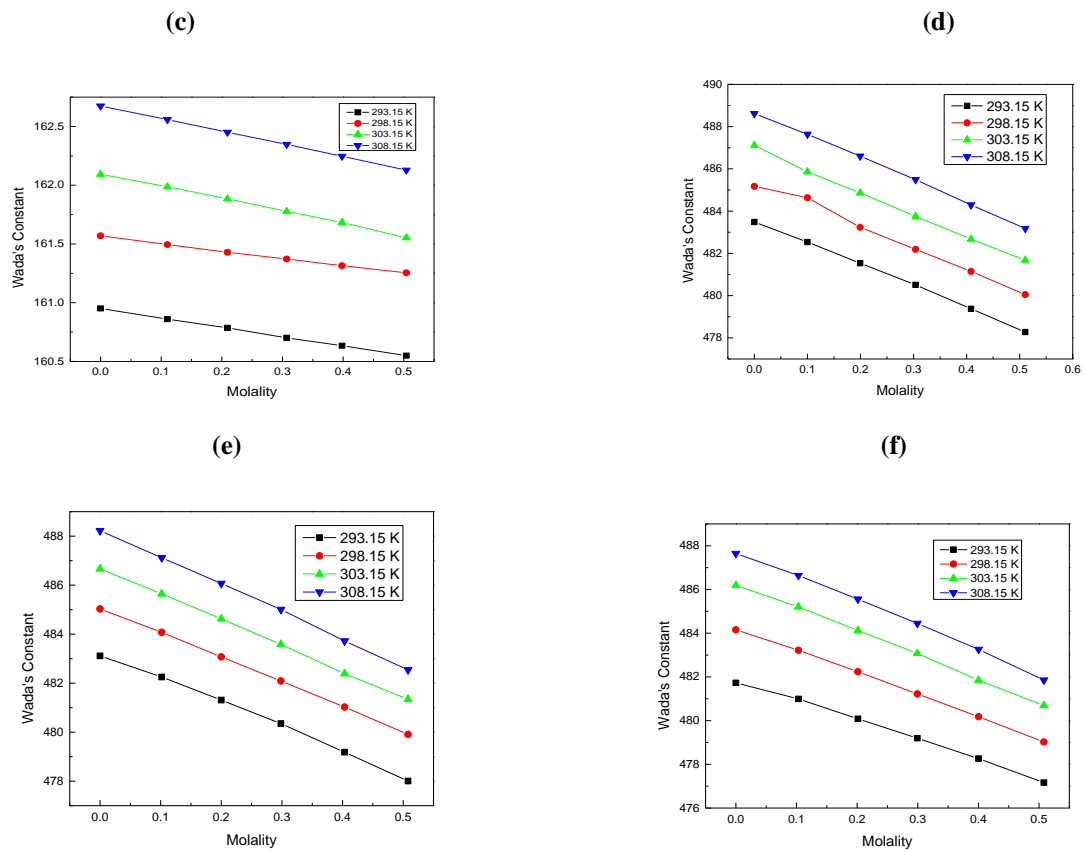 (c)
162.5
162.0
161.5
161.0
160.5
Wada's Constant
293.15 K
298.15 K
303.15 K
308.15 K
0.0 0.1 0.2 0.3 0.4 0.5
Molality
(d)
490
488
486
484
482
480
478
Wada's Constant
293.15 K
298.15 K
303.15 K
308.15 K
0.0 0.1 0.2 0.3 0.4 0.5 0.6
Molality
(e)
488
486
484
482
480
478
Wada's Constant
293.15 K
298.15 K
303.15 K
308.15 K
0.0 0.1 0.2 0.3 0.4 0.5
Molality
(f)
488
486
484
482
480
478
476
Wada's Constant
293.15 K
298.15 K
303.15 K
308.15 K
0.0 0.1 0.2 0.3 0.4 0.5
Molality